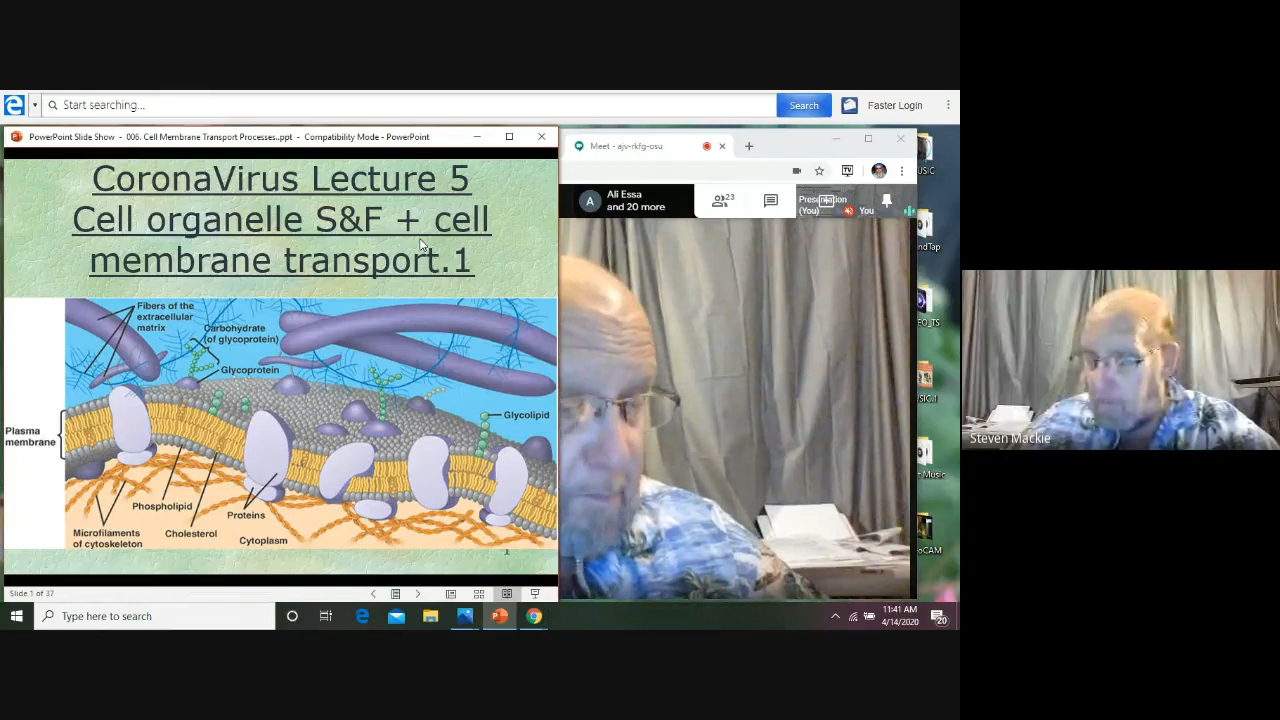 Start searching...
Search
Faster Login
PowerPoint Slide Show - 006. Cell Membrane Transport Processes..ppt - Compatibility Mode - PowerPoint
CoronaVirus Lecture 5
Cell organelle S&F + cell
membrane transport.1
Fibers of the
extracellular
matrix
Carbohydrate
(of glycoprotein)
Glycoprotein
Glycolipid
Plasma
membrane
Phospholipid
Proteins
Microfilaments
of cytoskeleton
Cholesterol
Cytoplasm
1
Slide 1 of 37
Meet - ajv-rkfg-osu
TV
A
Ali Essa
and 20 more
23
(You)
You
Steven Mackie
Type here to search
11:41 AM
4/14/2020
20